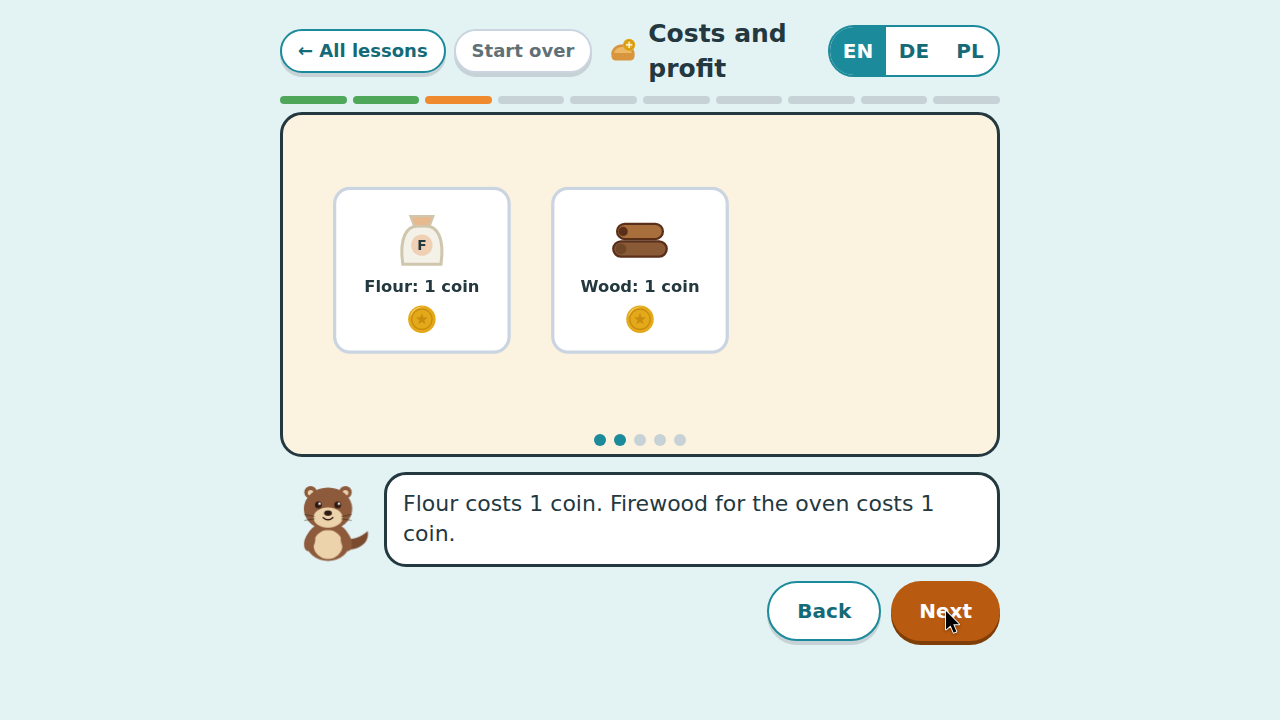 ← All lessons
Start over
Costs and
profit
EN
DE
PL
F
Flour: 1 coin
Wood: 1 coin
Flour costs 1 coin. Firewood for the oven costs 1
coin.
Back
Next